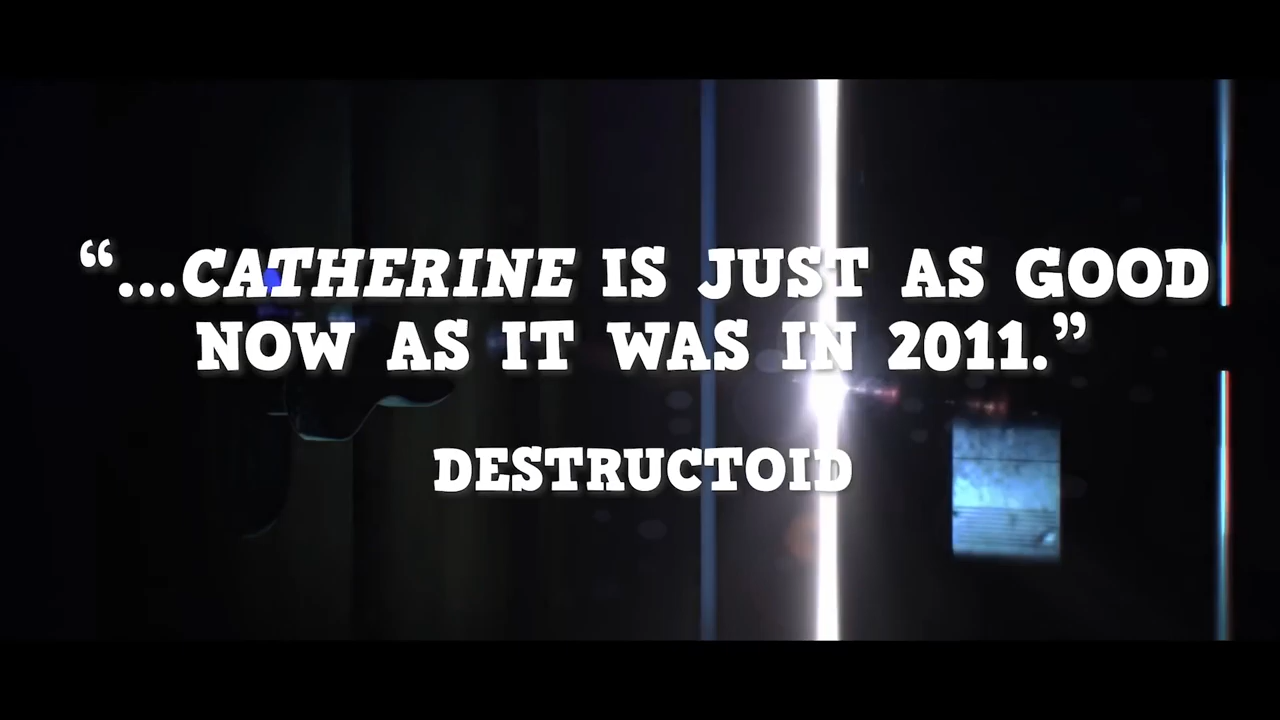 “...CATHERINE IS JUST AS GOOD
NOW AS IT WAS IN 2011.”
DESTRUCTOID